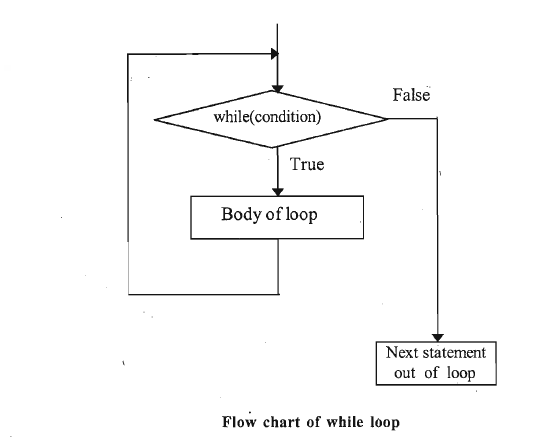 False
while(condition)
True
Body of loop
Next statement
out of loop
Flow chart of while loop